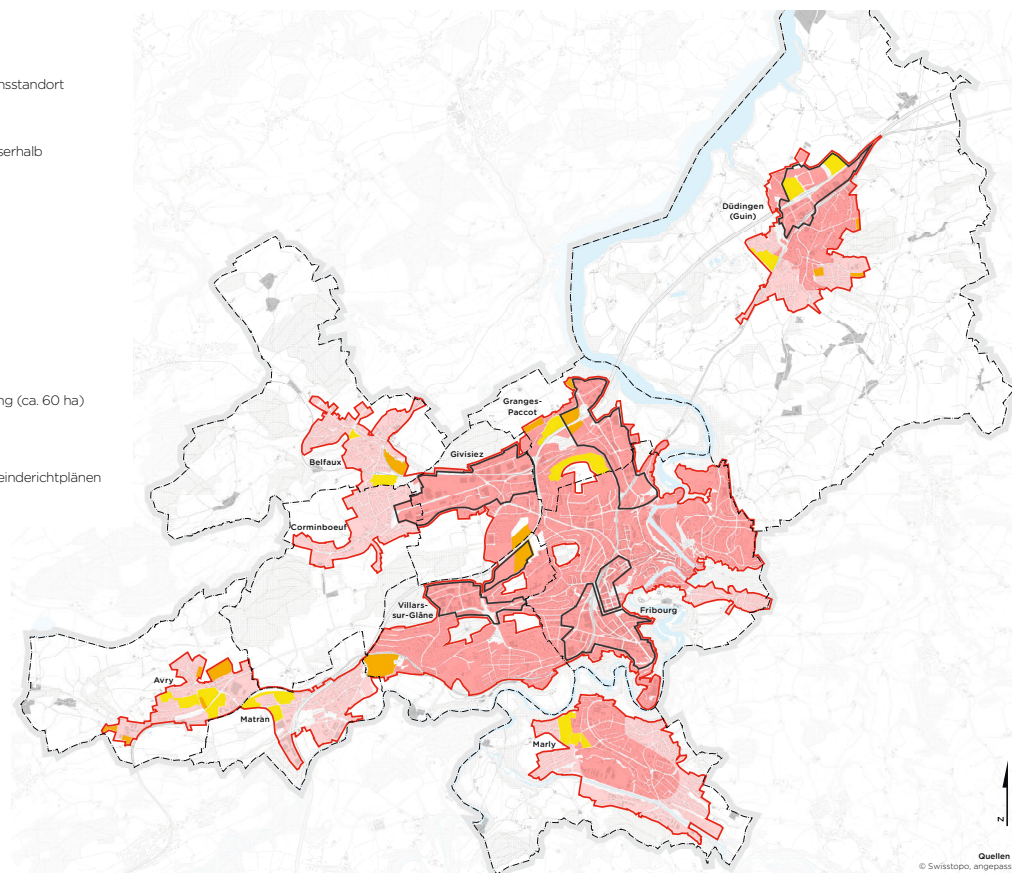 nsstandort
serhalb
ng (ca. 60 ha)
einderichtplänen
Düdingen
(Guin)
Granges-
Paccot
Givisiez
Belfaux
Corminboeuf
Villars-
sur-Glâne
Fribourg
Avry
Matran
Marly
N
Quellen
© Swisstopo, angepass